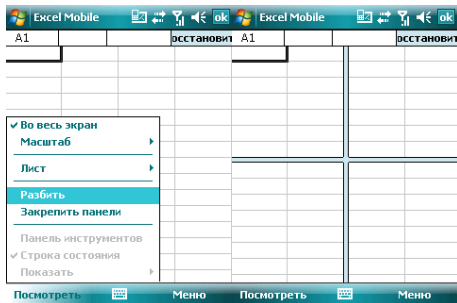 Excel Mobile ok
A1 осстановит
✓ Во весь экран
Масштаб
Лист
Разбить
Закрепить панели
Панель инструментов
✓ Строка состояния
Показать
Посмотреть Меню
Excel Mobile ok
A1 осстановит
Посмотреть Меню